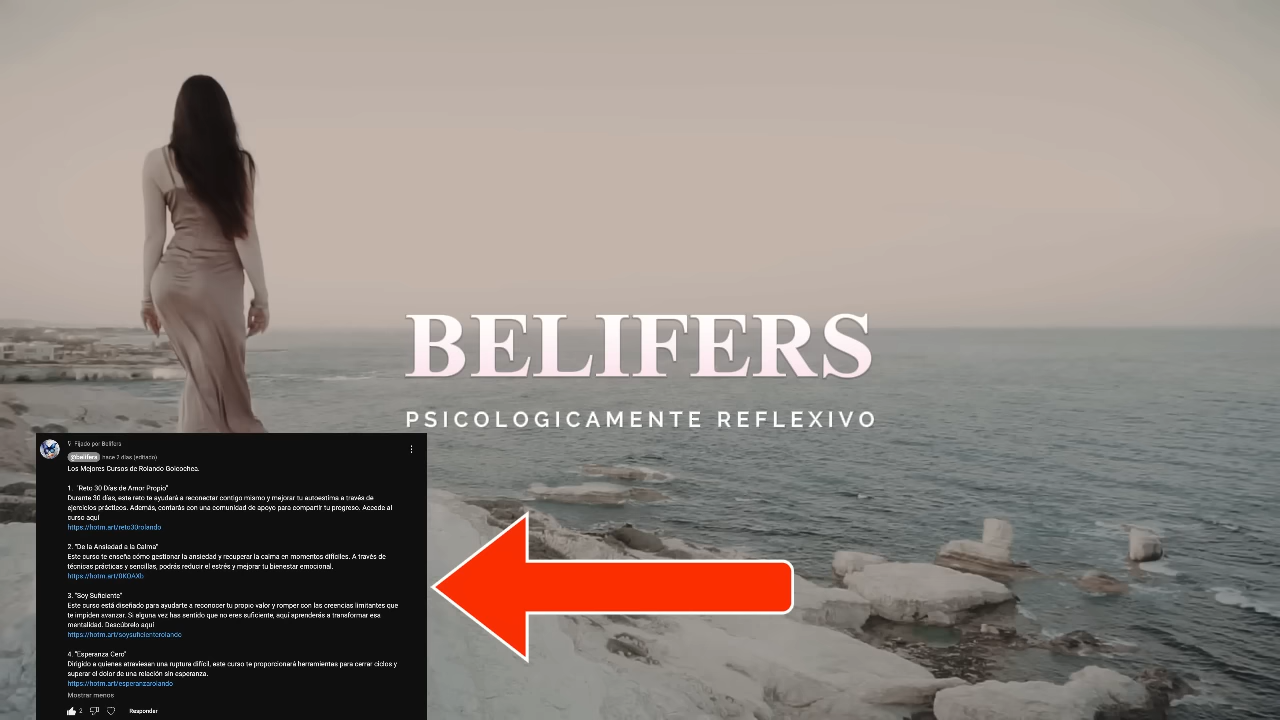 BELIFERS
PSICOLOGICAMENTE REFLEXIVO
Fijado por Belifers
@belifers hace 2 días (editado)
Los Mejores Cursos de Rolando Goicochea.
1. "Reto 30 Días de Amor Propio"
Durante 30 días, este reto te ayudará a reconectar contigo mismo y mejorar tu autoestima a través de
ejercicios prácticos. Además, contarás con una comunidad de apoyo para compartir tu progreso. Accede al
curso aquí
https://hotm.art/reto30rolando
2. "De la Ansiedad a la Calma"
Este curso te enseña cómo gestionar la ansiedad y recuperar la calma en momentos difíciles. A través de
técnicas prácticas y sencillas, podrás reducir el estrés y mejorar tu bienestar emocional.
https://hotm.art/0KOAXb
3. "Soy Suficiente"
Este curso está diseñado para ayudarte a reconocer tu propio valor y romper con las creencias limitantes que
te impiden avanzar. Si alguna vez has sentido que no eres suficiente, aquí aprenderás a transformar esa
mentalidad. Descúbrelo aquí
https://hotm.art/soysuficienterolando
4. "Esperanza Cero"
Dirigido a quienes atraviesan una ruptura difícil, este curso te proporcionará herramientas para cerrar ciclos y
superar el dolor de una relación sin esperanza.
https://hotm.art/esperanzarolando
Mostrar menos
2 Responder